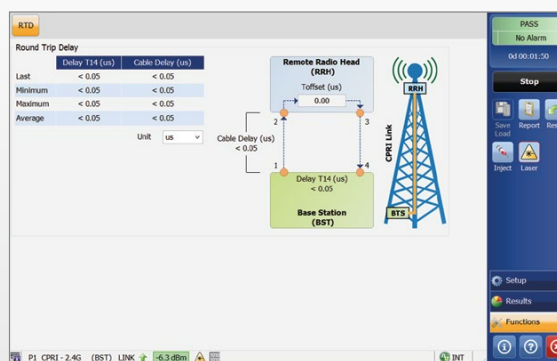 RTD
Round Trip Delay
Delay T14 (us) Cable Delay (us)
Last < 0.05 < 0.05
Minimum < 0.05 < 0.05
Maximum < 0.05 < 0.05
Average < 0.05 < 0.05
Unit us
Remote Radio Head
(RRH)
Toffset (us)
0.00
2 3
Cable Delay (us)
< 0.05
1 4
Delay T14 (us)
< 0.05
Base Station
(BST)
CPRI Link
RRH
BTS
PASS
No Alarm
0d 00:01:50
Stop
Save
Load
Report
Inject Laser
Setup
Results
Functions
P1 CPRI - 2.4G (BST) LINK -6.3 dBm INT